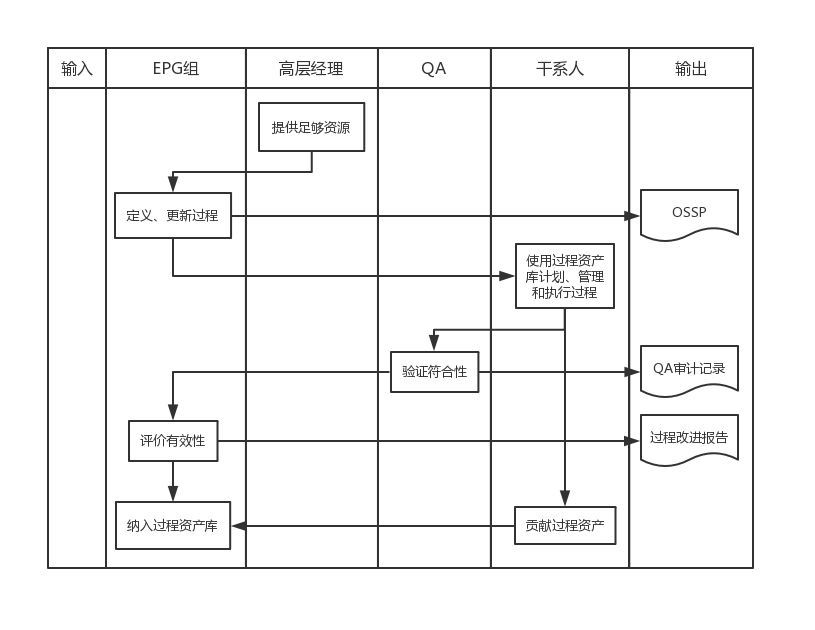 输入
EPG组
高层经理
QA
干系人
输出
提供足够资源
定义、更新过程
OSSP
使用过程资产
库计划、管理
和执行过程
验证符合性
QA审计记录
评价有效性
过程改进报告
纳入过程资产库
贡献过程资产